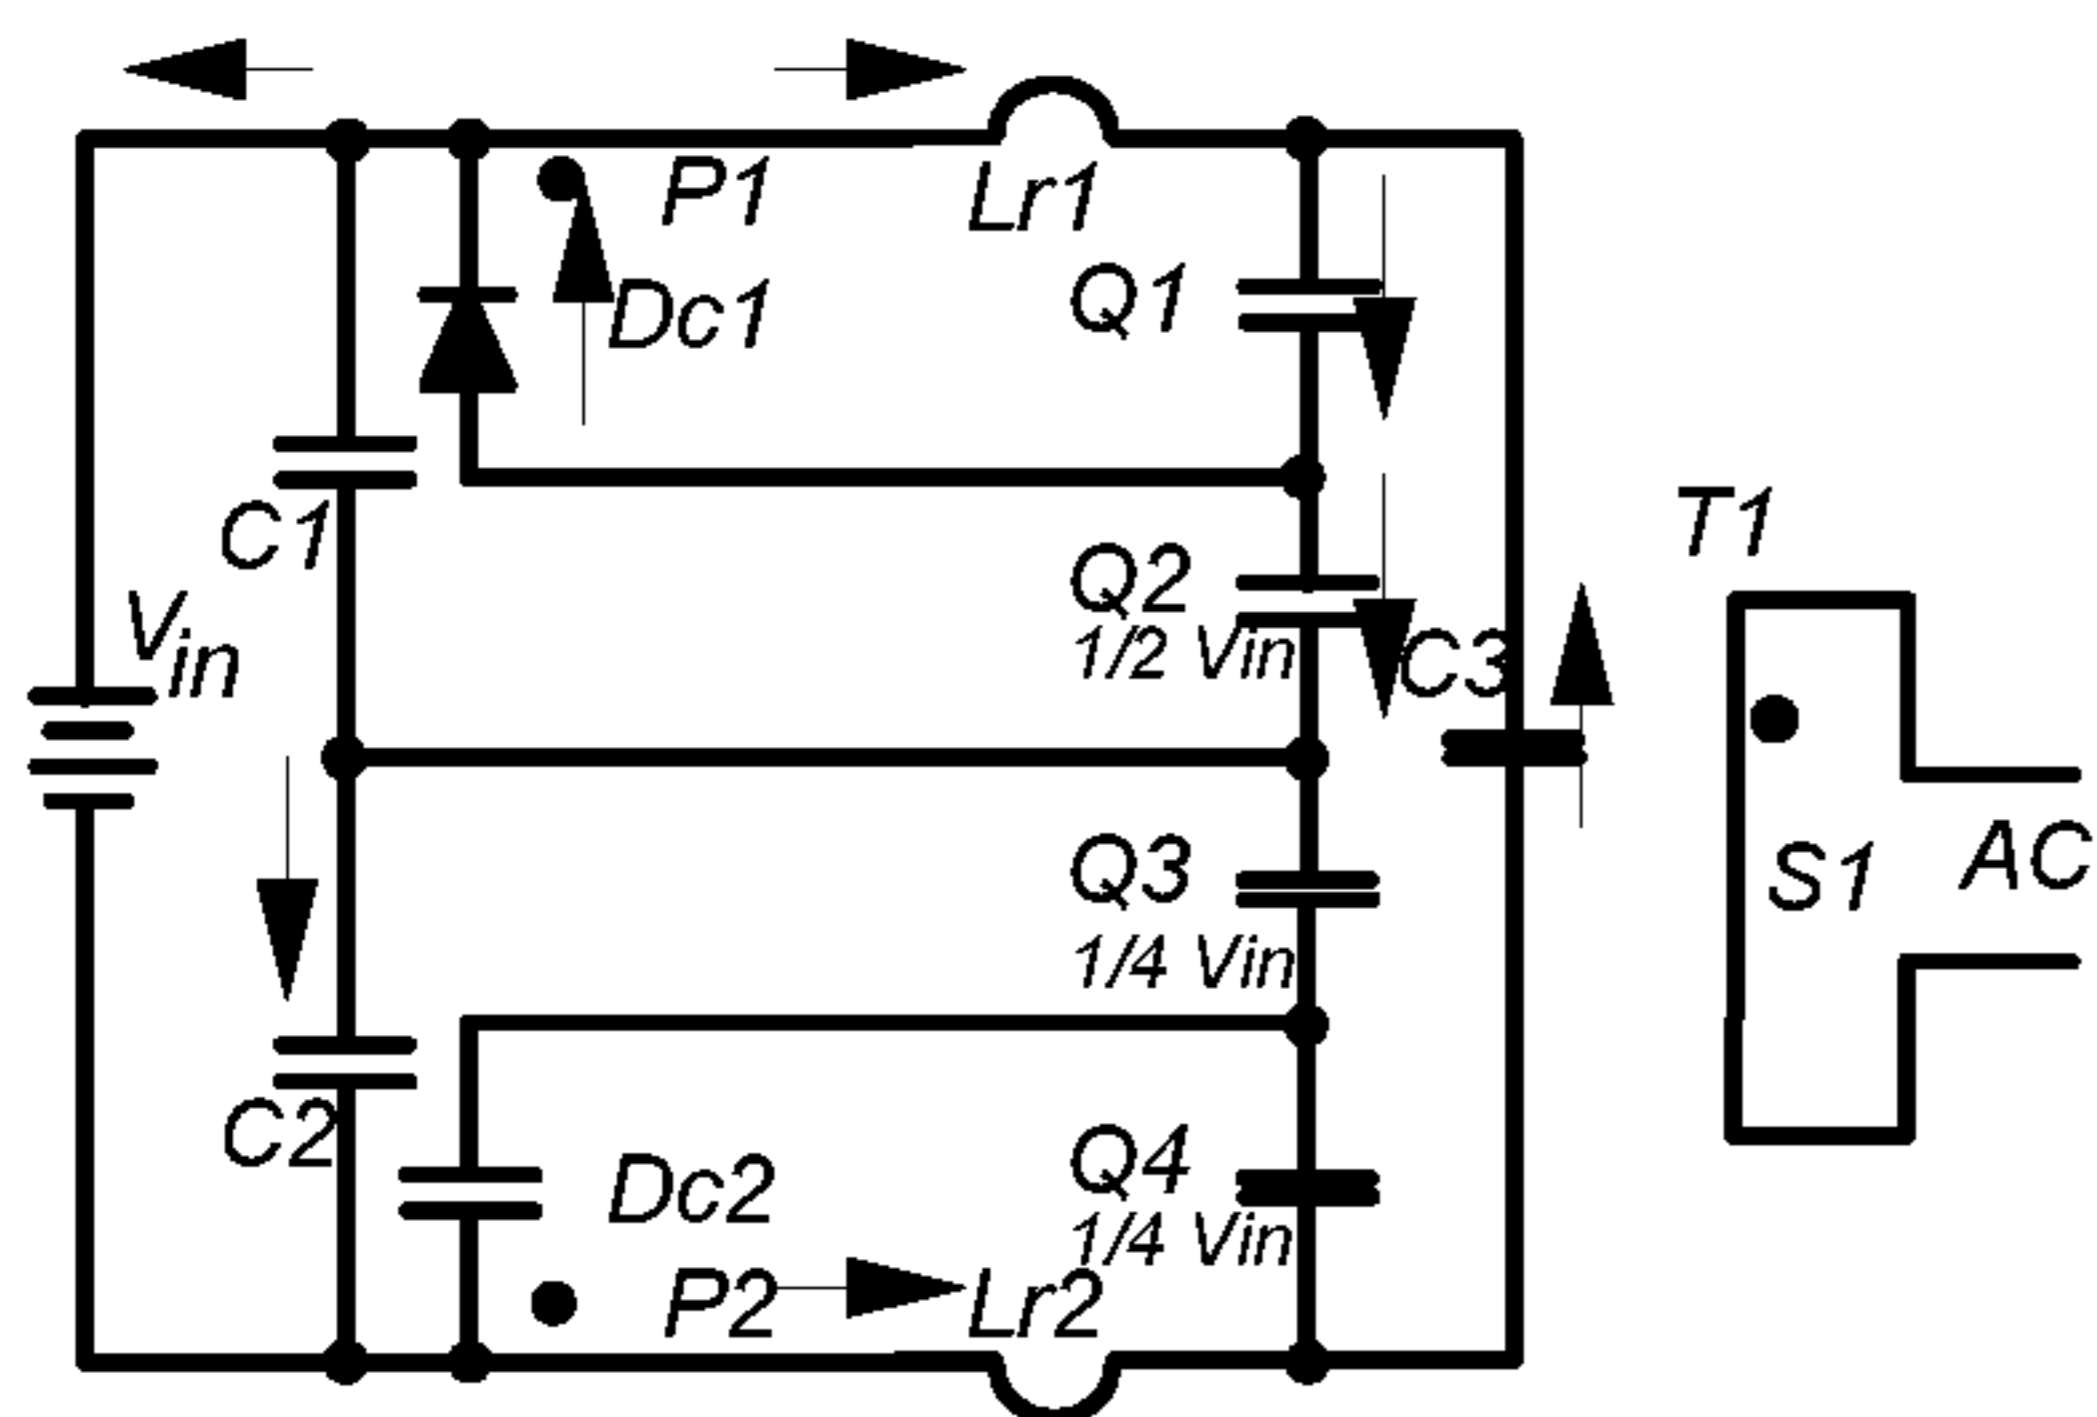 P1
Lr1
Dc1
Q1
C1
T1
Q2
1/2 Vin
C3
Vin
Q3
1/4 Vin
S1
AC
C2
Dc2
Q4
1/4 Vin
P2
Lr2